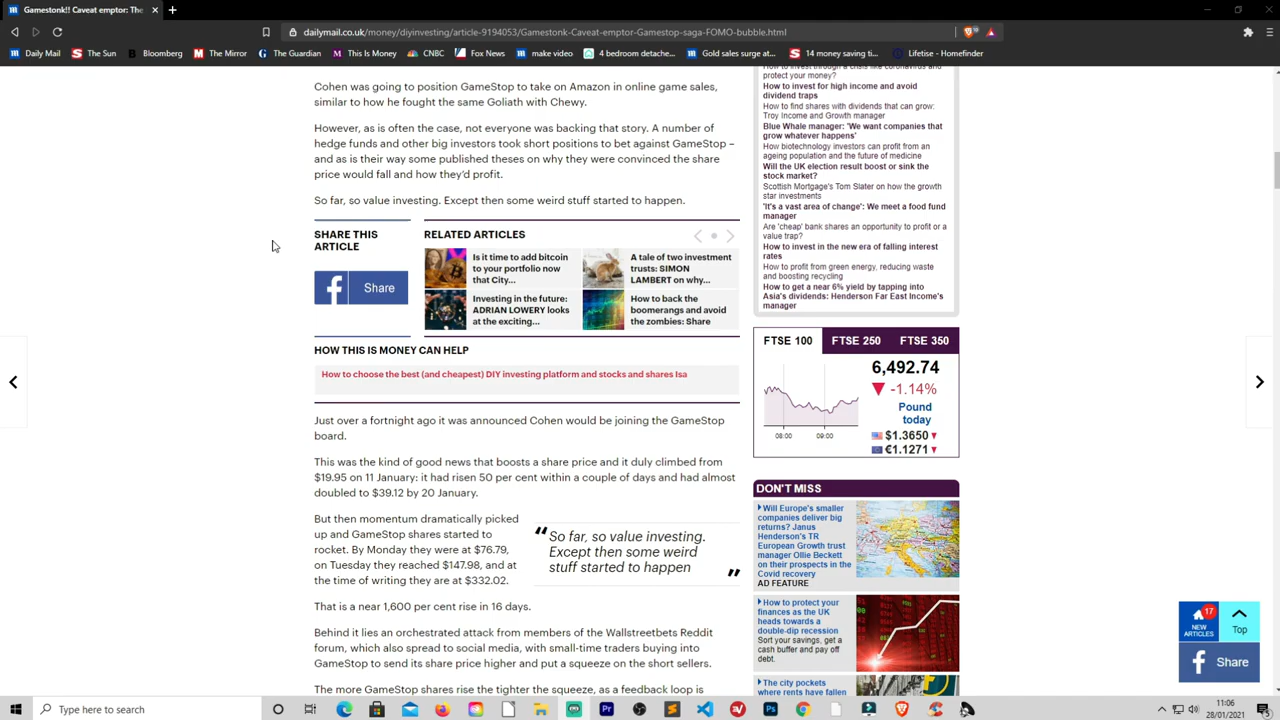 Gamestonk!! Caveat emptor: The
dailymail.co.uk/money/diyinvesting/article-9194053/Gamestonk-Caveat-emptor-Gamestop-saga-FOMO-bubble.html
Daily Mail
The Sun
Bloomberg
The Mirror
The Guardian
This Is Money
CNBC
Fox News
make video
4 bedroom detache...
Gold sales surge at...
14 money saving ti...
Lifetise - Homefinder
Cohen was going to position GameStop to take on Amazon in online game sales,
similar to how he fought the same Goliath with Chewy.
However, as is often the case, not everyone was backing that story. A number of
hedge funds and other big investors took short positions to bet against GameStop –
and as is their way some published theses on why they were convinced the share
price would fall and how they'd profit.
So far, so value investing. Except then some weird stuff started to happen.
SHARE THIS
ARTICLE
Share
RELATED ARTICLES
Is it time to add bitcoin
to your portfolio now
that City...
A tale of two investment
trusts: SIMON
LAMBERT on why...
Investing in the future:
ADRIAN LOWERY looks
at the exciting...
How to back the
boomerangs and avoid
the zombies: Share
HOW THIS IS MONEY CAN HELP
How to choose the best (and cheapest) DIY investing platform and stocks and shares Isa
Just over a fortnight ago it was announced Cohen would be joining the GameStop
board.
This was the kind of good news that boosts a share price and it duly climbed from
$19.95 on 11 January: it had risen 50 per cent within a couple of days and had almost
doubled to $39.12 by 20 January.
But then momentum dramatically picked
up and GameStop shares started to
rocket. By Monday they were at $76.79,
on Tuesday they reached $147.98, and at
the time of writing they are at $332.02.
“ So far, so value investing.
Except then some weird
stuff started to happen ”
That is a near 1,600 per cent rise in 16 days.
Behind it lies an orchestrated attack from members of the Wallstreetbets Reddit
forum, which also spread to social media, with small-time traders buying into
GameStop to send its share price higher and put a squeeze on the short sellers.
The more GameStop shares rise the tighter the squeeze, as a feedback loop is
How to invest through a crisis like coronavirus and
protect your money?
How to invest for high income and avoid
dividend traps
How to find shares with dividends that can grow:
Troy Income and Growth manager
Blue Whale manager: 'We want companies that
grow whatever happens'
How biotechnology investors can profit from an
ageing population and the future of medicine
Will the UK election result boost or sink the
stock market?
Scottish Mortgage's Tom Slater on how the growth
star investments
'It's a vast area of change': We meet a food fund
manager
Are 'cheap' bank shares an opportunity to profit or a
value trap?
How to invest in the new era of falling interest
rates
How to profit from green energy, reducing waste
and boosting recycling
How to get a near 6% yield by tapping into
Asia's dividends: Henderson Far East Income's
manager
FTSE 100
FTSE 250
FTSE 350
6,492.74
-1.14%
Pound
today
$1.3650
€1.1271
08:00
09:00
DON'T MISS
Will Europe's smaller
companies deliver big
returns? Janus
Henderson's TR
European Growth trust
manager Ollie Beckett
on their prospects in the
Covid recovery
AD FEATURE
How to protect your
finances as the UK
heads towards a
double-dip recession
Sort your savings, get a
cash buffer and pay off
debt.
The city pockets
where rents have fallen
17
NEW
ARTICLES
Top
Share
Type here to search
11:06
28/01/2021